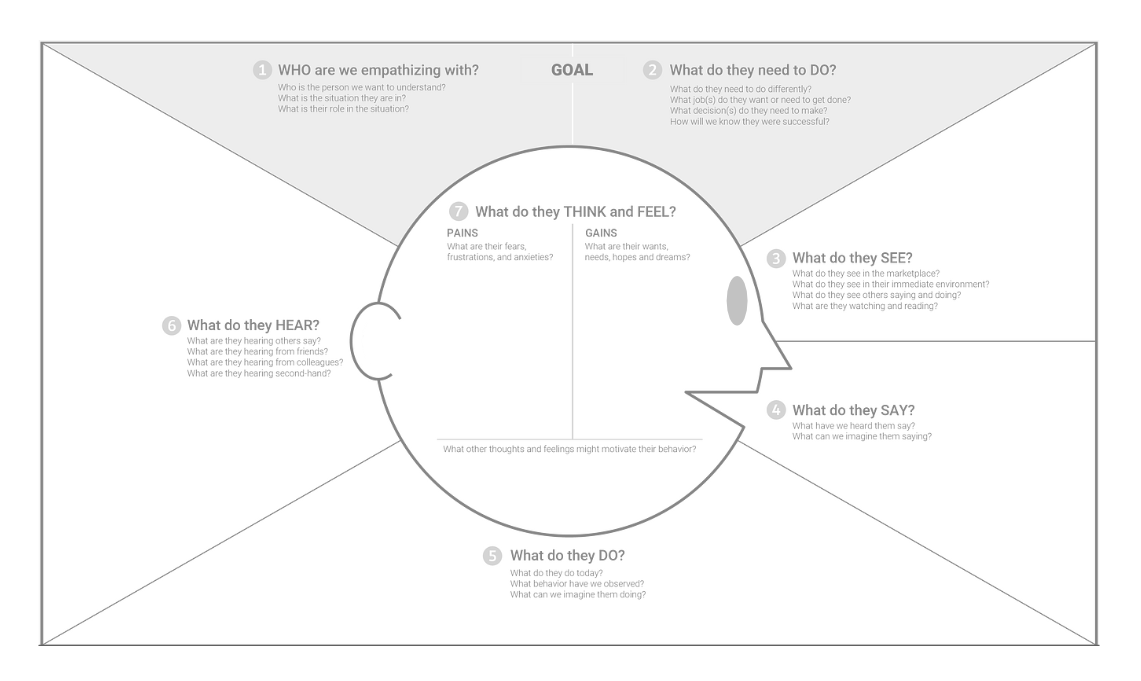 1 WHO are we empathizing with?
Who is the person we want to understand?
What is the situation they are in?
What is their role in the situation?
GOAL
2 What do they need to DO?
What do they need to do differently?
What job(s) do they want or need to get done?
What decision(s) do they need to make?
How will we know they were successful?
3 What do they SEE?
What do they see in the marketplace?
What do they see in their immediate environment?
What do they see others saying and doing?
What are they watching and reading?
4 What do they SAY?
What have we heard them say?
What can we imagine them saying?
5 What do they DO?
What do they do today?
What behavior have we observed?
What can we imagine them doing?
6 What do they HEAR?
What are they hearing others say?
What are they hearing from friends?
What are they hearing from colleagues?
What are they hearing second-hand?
7 What do they THINK and FEEL?
PAINS
What are their fears,
frustrations, and anxieties?
GAINS
What are their wants,
needs, hopes and dreams?
What other thoughts and feelings might motivate their behavior?